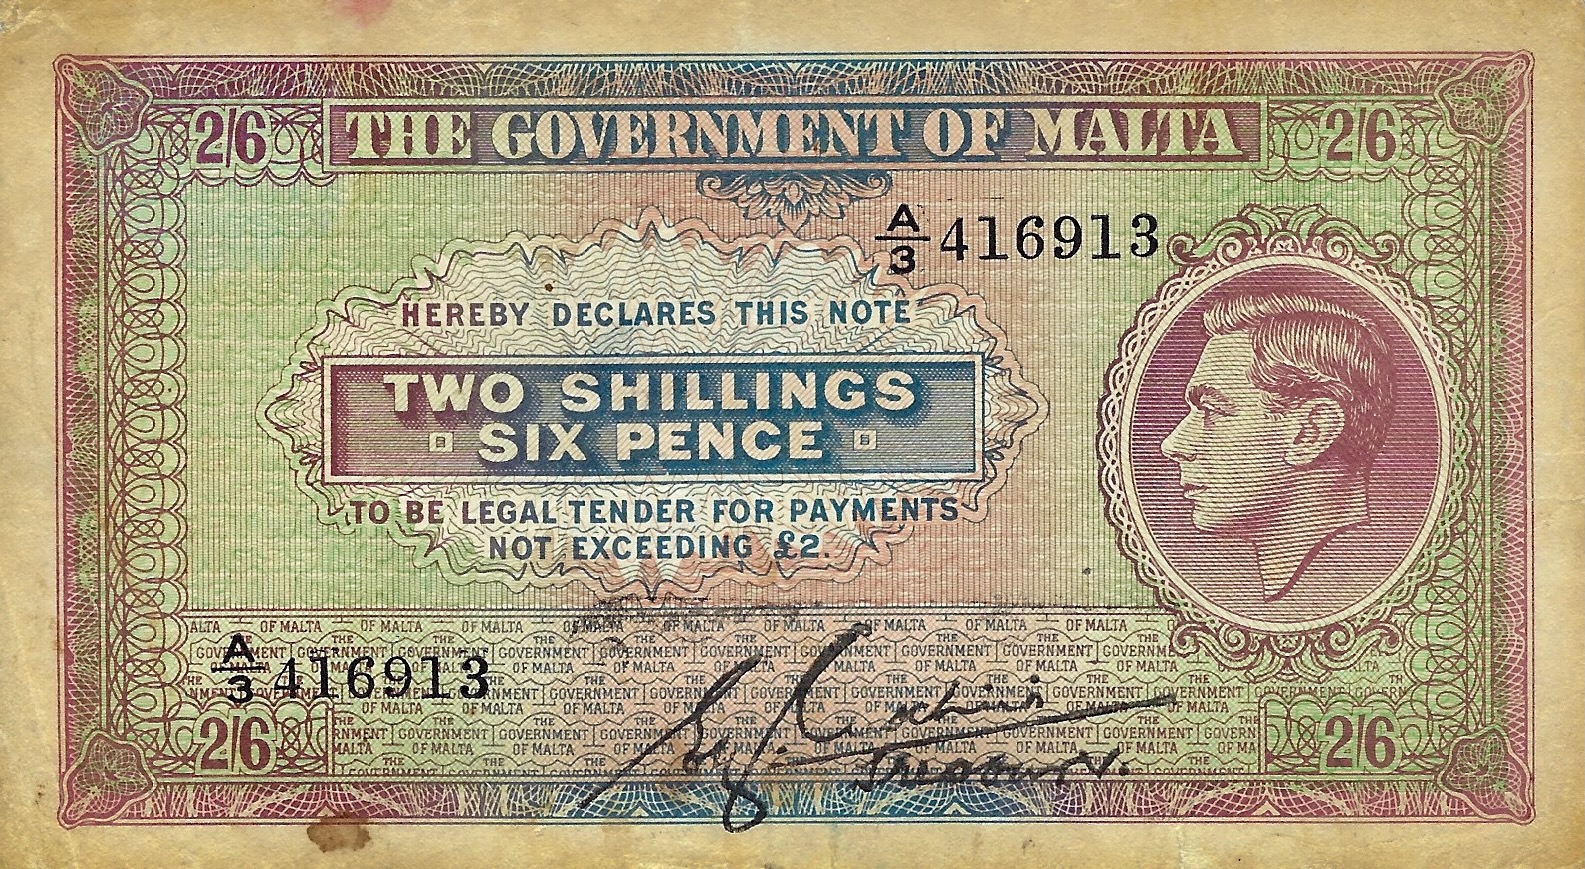 2/6 THE GOVERNMENT OF MALTA 2/6
A/3 416913
HEREBY DECLARES THIS NOTE
TWO SHILLINGS
SIX PENCE
TO BE LEGAL TENDER FOR PAYMENTS
NOT EXCEEDING £2.
A/3 416913
Treasury.
2/6 2/6